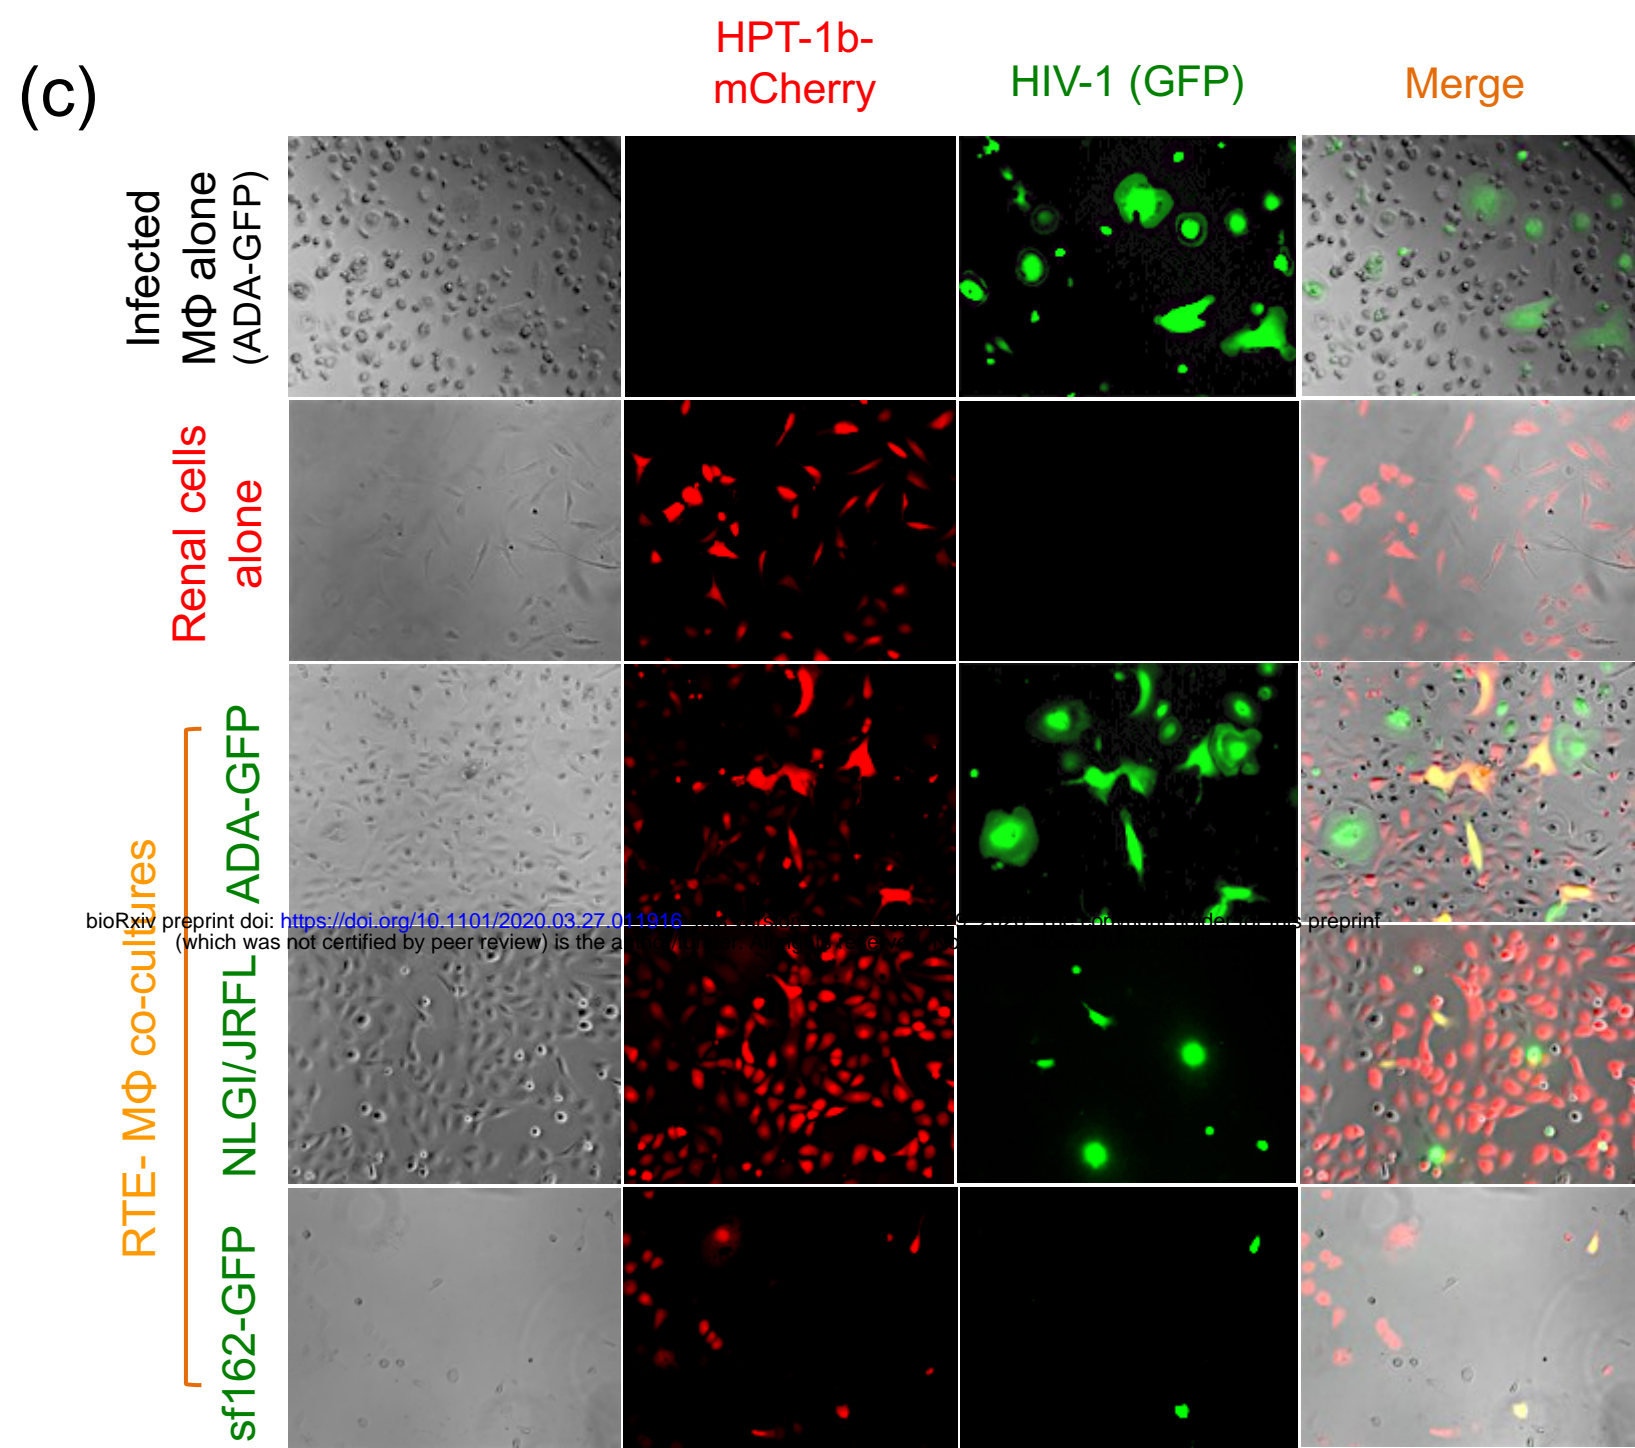 (c)
HPT-1b-
mCherry
HIV-1 (GFP)
Merge
Infected
MΦ alone
(ADA-GFP)
Renal cells
alone
RTE- MΦ co-cultures
ADA-GFP
NLGI/JRFL
sf162-GFP
bioRxiv preprint doi: https://doi.org/10.1101/2020.03.27.011916 this preprint
(which was not certified by peer review) is the